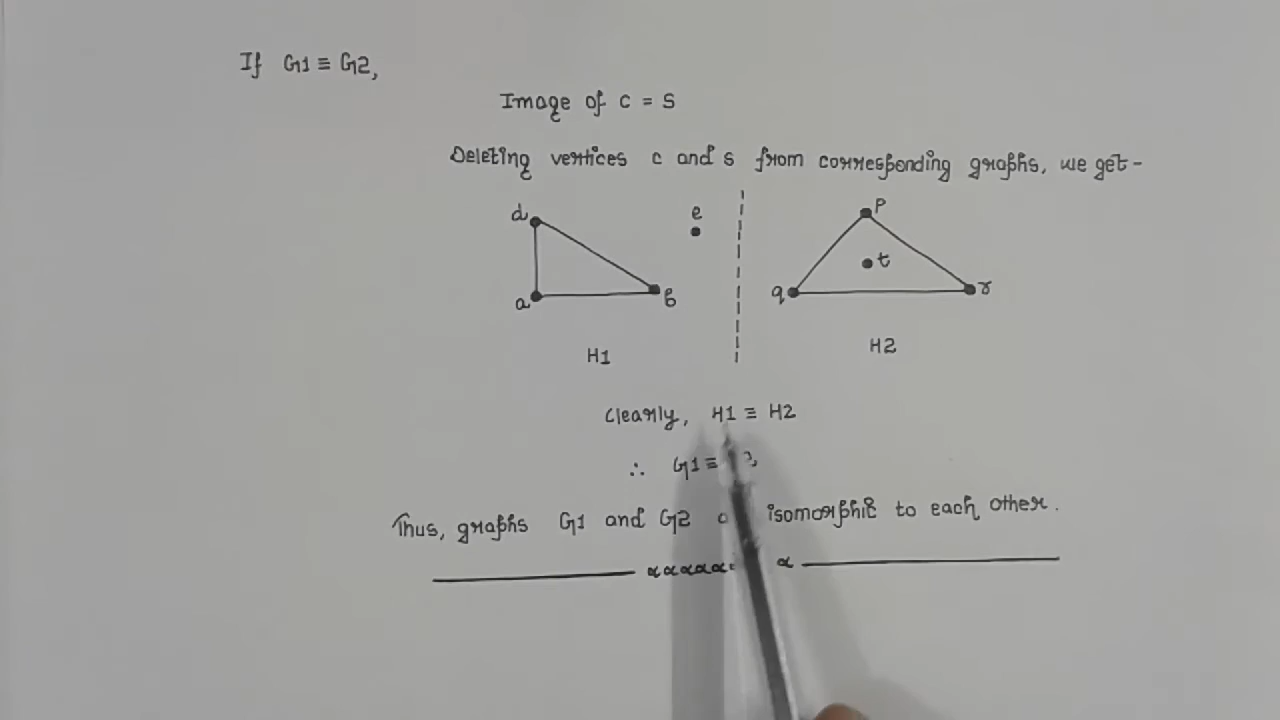 If G1 ≡ G2,
Image of c = s
Deleting vertices c and s from corresponding graphs, we get-
d
e
p
t
a
b
q
r
H1
H2
Clearly, H1 ≡ H2
∴ G1 ≡
Thus, graphs G1 and G2 isomorphic to each other.